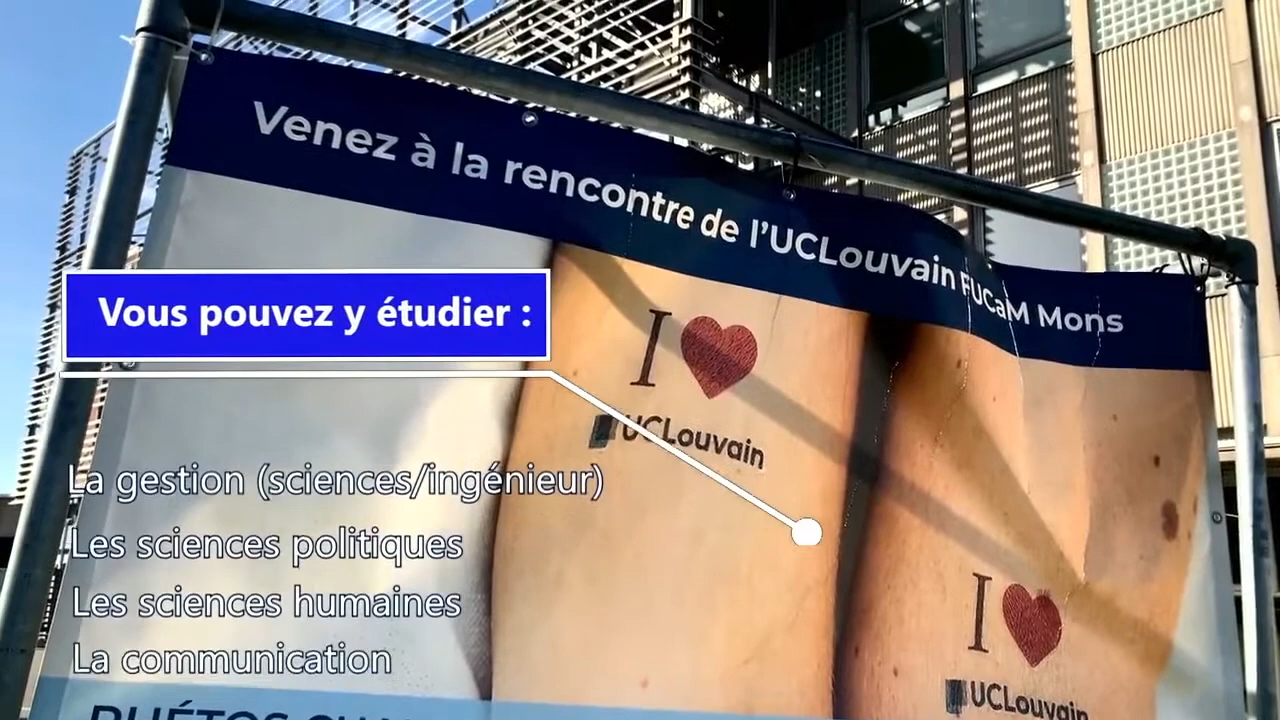 Venez à la rencontre de l'UCLouvain FUCaM Mons
Vous pouvez y étudier :
I
UCLouvain
La gestion (sciences/ingénieur)
Les sciences politiques
Les sciences humaines
La communication
I
UCLouvain